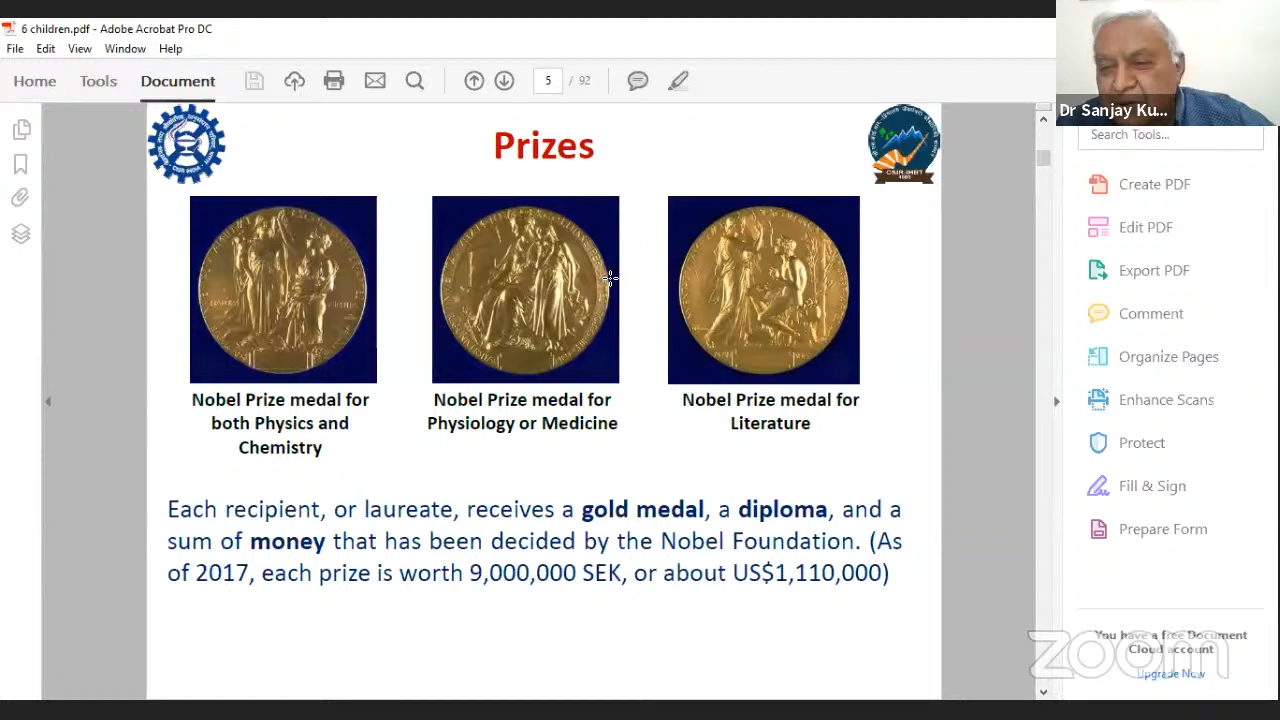 6 children.pdf - Adobe Acrobat Pro DC
File Edit View Window Help
Home Tools Document 5 / 92
Dr Sanjay Ku...
Search Tools...
Prizes
CSIR-IHBT
Nobel Prize medal for
both Physics and
Chemistry
Nobel Prize medal for
Physiology or Medicine
Nobel Prize medal for
Literature
Each recipient, or laureate, receives a gold medal, a diploma, and a
sum of money that has been decided by the Nobel Foundation. (As
of 2017, each prize is worth 9,000,000 SEK, or about US$1,110,000)
Create PDF
Edit PDF
Export PDF
Comment
Organize Pages
Enhance Scans
Protect
Fill & Sign
Prepare Form
You have a free Document
Cloud account
Upgrade Now
zoom